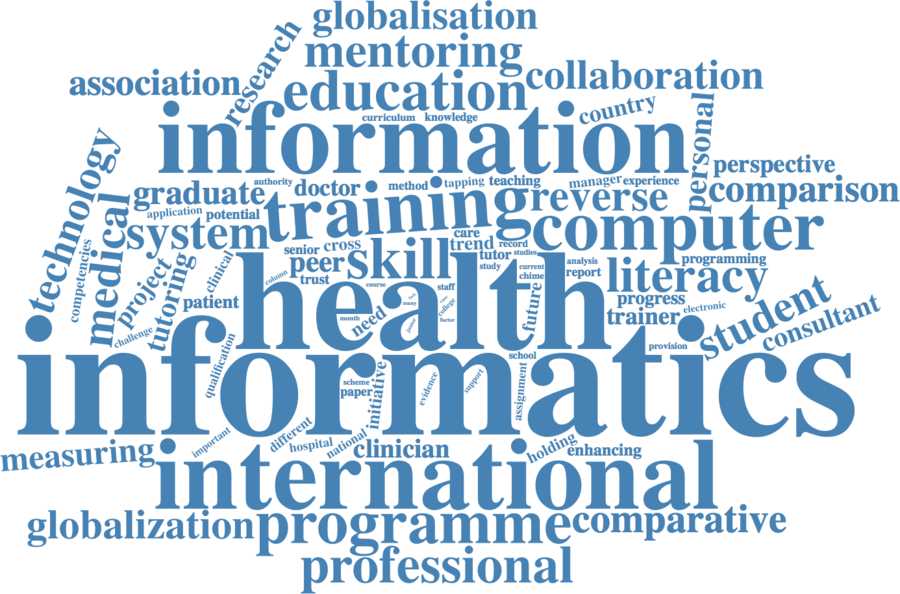 globalisation
mentoring
research
association
education
collaboration
curriculum
knowledge
country
information
technology
personal
perspective
authority
graduate
doctor
method
tapping
teaching
manager
experience
comparison
medical
application
potential
training
reverse
system
computer
care
competencies
senior
cross
trend
record
project
tutoring
clinical
peer
skill
tutor
studies
programming
trust
column
course
study
current
chime
analysis
report
literacy
health
staff
patient
many
college
future
progress
electronic
trainer
student
consultant
month
need
factor
challenge
informatics
provision
school
qualification
scheme
paper
initiative
evidence
support
assignment
important
different
hospital
national
clinician
holding
enhancing
measuring
international
globalization
programme
comparative
professional